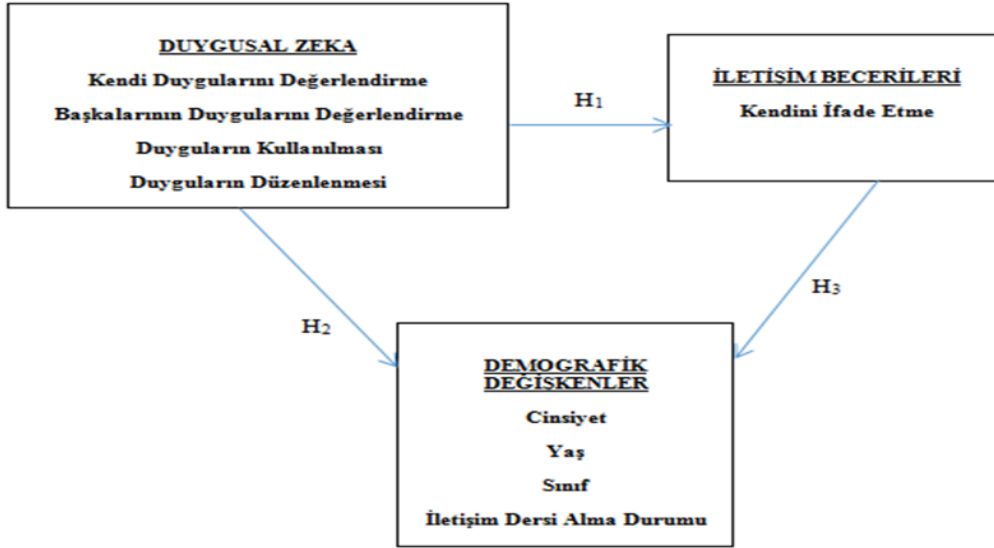 DUYGUSAL ZEKA
Kendi Duygularını Değerlendirme
Başkalarının Duygularını Değerlendirme
Duyguların Kullanılması
Duyguların Düzenlenmesi
H1
İLETİŞİM BECERİLERİ
Kendini İfade Etme
H2
H3
DEMOGRAFİK
DEĞİŞKENLER
Cinsiyet
Yaş
Sınıf
İletişim Dersi Alma Durumu